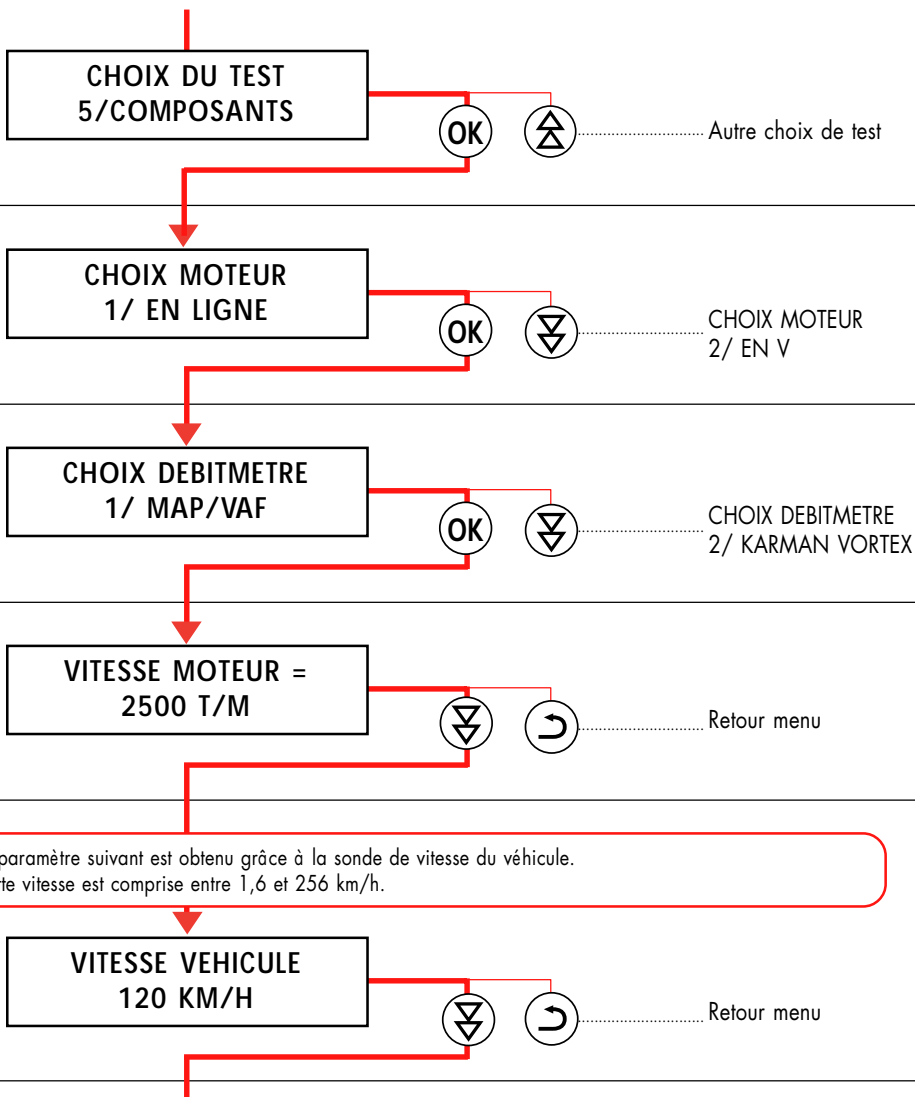 CHOIX DU TEST
5/COMPOSANTS
OK
Autre choix de test
CHOIX MOTEUR
1/ EN LIGNE
OK
CHOIX MOTEUR
2/ EN V
CHOIX DEBITMETRE
1/ MAP/VAF
OK
CHOIX DEBITMETRE
2/ KARMAN VORTEX
VITESSE MOTEUR =
2500 T/M
Retour menu
paramètre suivant est obtenu grâce à la sonde de vitesse du véhicule.
vitesse est comprise entre 1,6 et 256 km/h.
VITESSE VEHICULE
120 KM/H
Retour menu